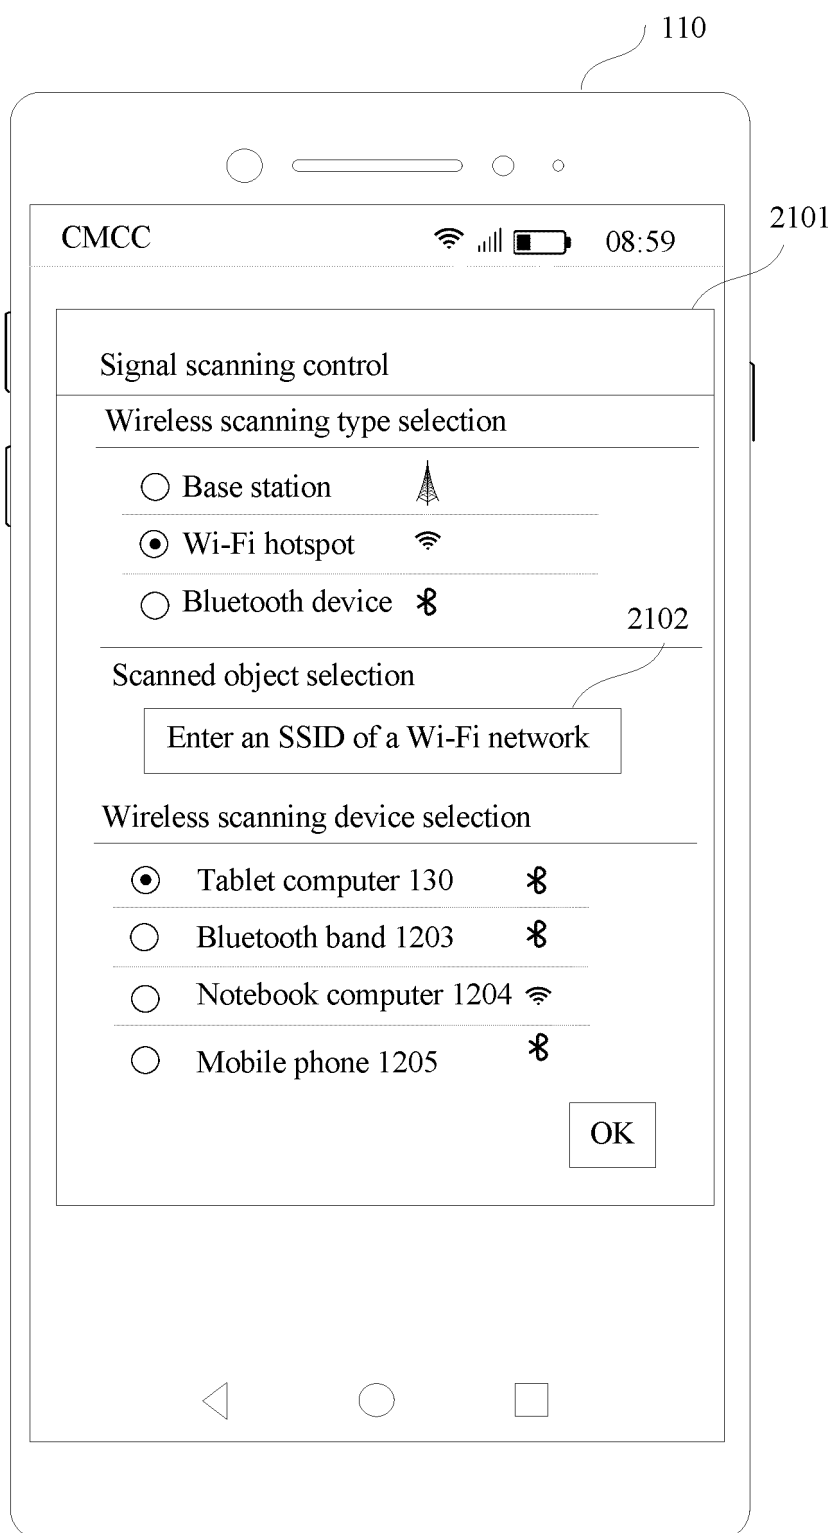 110
CMCC 08:59
2101
Signal scanning control
Wireless scanning type selection
Base station
Wi-Fi hotspot
Bluetooth device
2102
Scanned object selection
Enter an SSID of a Wi-Fi network
Wireless scanning device selection
Tablet computer 130
Bluetooth band 1203
Notebook computer 1204
Mobile phone 1205
OK